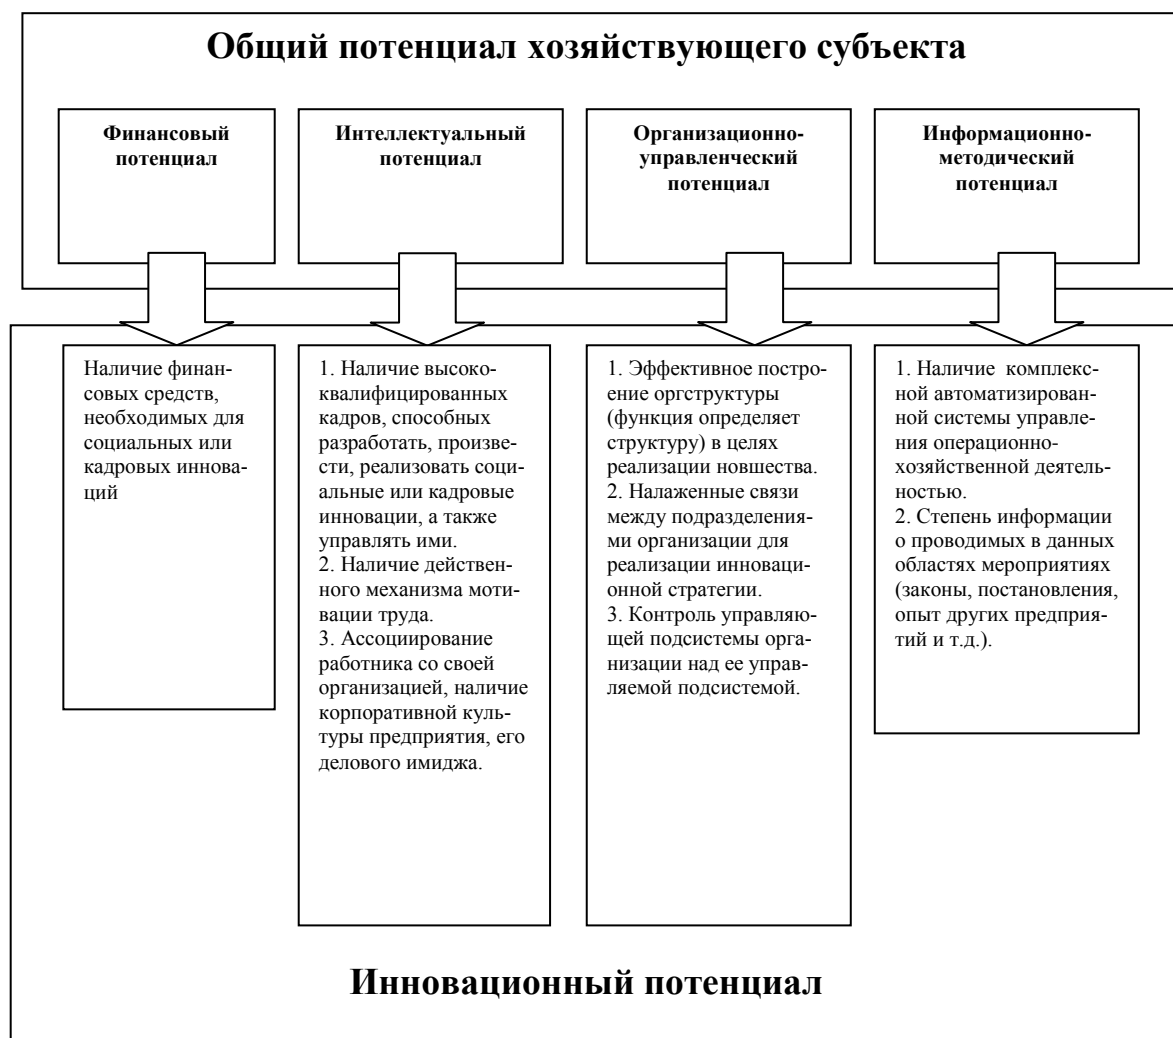 Общий потенциал хозяйствующего субъекта
Финансовый
потенциал
Интеллектуальный
потенциал
Организационно-
управленческий
потенциал
Информационно-
методический
потенциал
Наличие финан-
совых средств,
необходимых для
социальных или
кадровых иннова-
ций
1. Наличие высоко-
квалифицированных
кадров, способных
разработать, произве-
сти, реализовать соци-
альные или кадровые
инновации, а также
управлять ими.
2. Наличие действен-
ного механизма моти-
вации труда.
3. Ассоциирование
работника со своей
организацией, наличие
корпоративной куль-
туры предприятия, его
делового имиджа.
1. Эффективное постро-
ение оргструктуры
(функция определяет
структуру) в целях
реализации новшества.
2. Налаженные связи
между подразделения-
ми организации для
реализации инноваци-
онной стратегии.
3. Контроль управляю-
щей подсистемы орга-
низации над ее управ-
ляемой подсистемой.
1. Наличие комплекс-
ной автоматизирован-
ной системы управле-
ния операционно-
хозяйственной деятель-
ностью.
2. Степень информации
о проводимых в данных
областях мероприятиях
(законы, постановления,
опыт других предприя-
тий и т.д.).
Инновационный потенциал